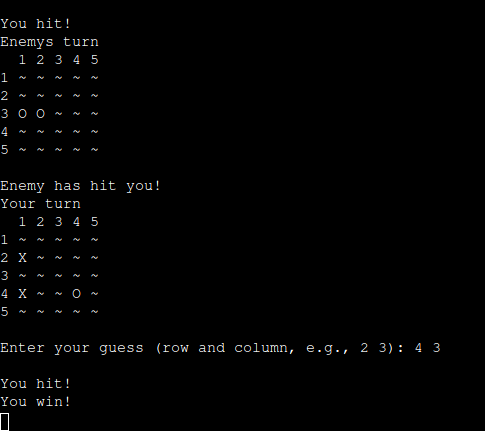 You hit!
Enemys turn
  1 2 3 4 5
1 ~ ~ ~ ~ ~
2 ~ ~ ~ ~ ~
3 O O ~ ~ ~
4 ~ ~ ~ ~ ~
5 ~ ~ ~ ~ ~
Enemy has hit you!
Your turn
  1 2 3 4 5
1 ~ ~ ~ ~ ~
2 X ~ ~ ~ ~
3 ~ ~ ~ ~ ~
4 X ~ ~ O ~
5 ~ ~ ~ ~ ~
Enter your guess (row and column, e.g., 2 3): 4 3
You hit!
You win!